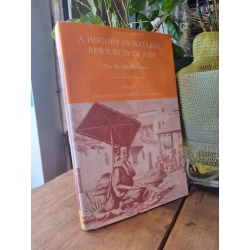 A HISTORY OF NATURAL
RESOURCES IN ASIA
The Wealth of Nature